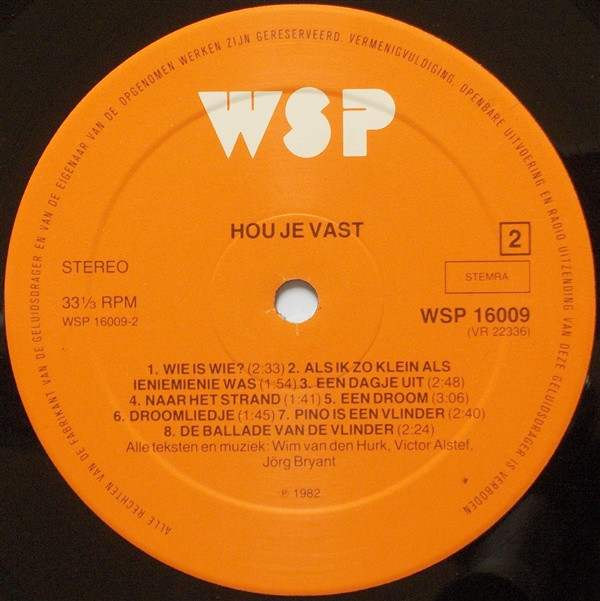 ALLE RECHTEN VAN DE FABRIKANT VAN DE GELUIDSDRAGER EN VAN DE EIGENAAR VAN DE OPGENOMEN WERKEN ZIJN GERESERVEERD. VERMENIGVULDIGING, OPENBARE UITVOERING EN RADIO UITZENDING VAN DEZE GELUIDSDRAGER IS VERBODEN
WSP
HOU JE VAST
2
STEREO
STEMRA
33⅓ RPM
WSP 16009
WSP 16009-2
(VR 22336)
1. WIE IS WIE? (2:33) 2. ALS IK ZO KLEIN ALS
IENIEMIENIE WAS (1:54) 3. EEN DAGJE UIT (2:48)
4. NAAR HET STRAND (1:41) 5. EEN DROOM (3:06)
6. DROOMLIEDJE (1:45) 7. PINO IS EEN VLINDER (2:40)
8. DE BALLADE VAN DE VLINDER (2:24)
Alle teksten en muziek: Wim van den Hurk, Victor Alstef,
Jörg Bryant
℗ 1982